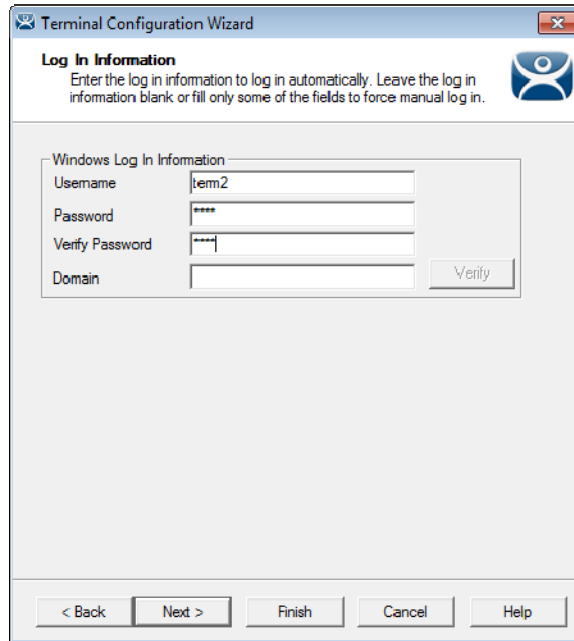 Terminal Configuration Wizard
Log In Information
Enter the log in information to log in automatically. Leave the log in
information blank or fill only some of the fields to force manual log in.
Windows Log In Information
Username term2
Password ****
Verify Password ****
Domain
Verify
< Back Next > Finish Cancel Help